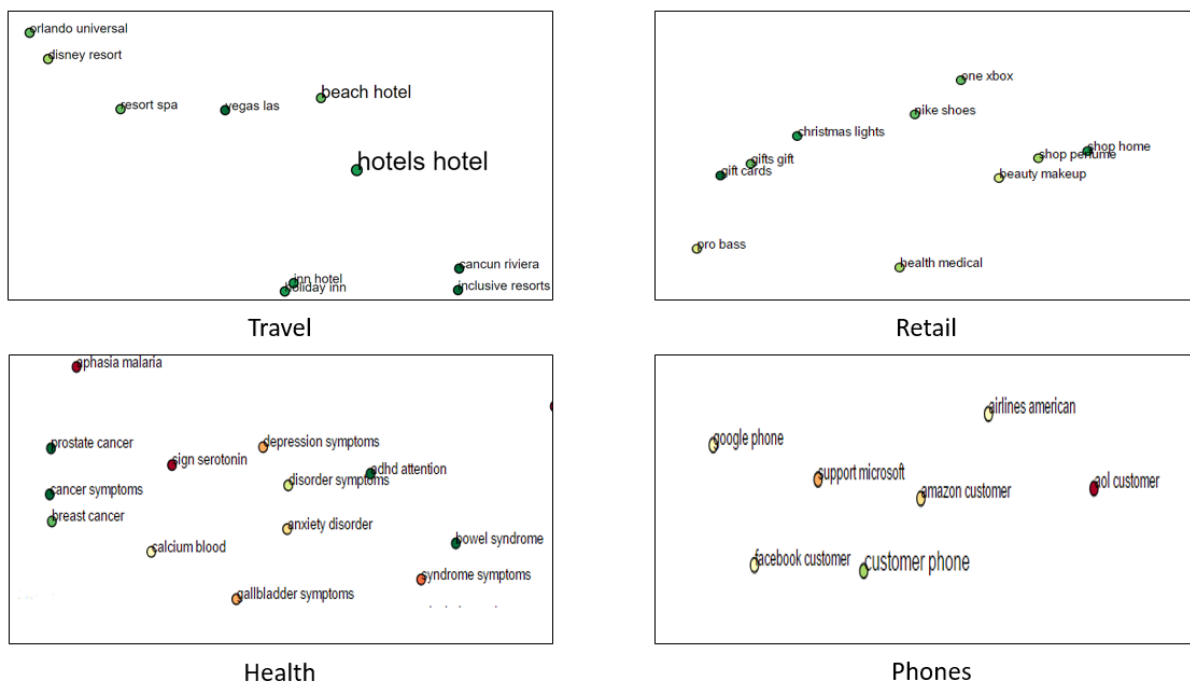 orlando universal
disney resort
resort spa
vegas las
beach hotel
hotels hotel
cancun riviera
inn hotel
holiday inn
inclusive resorts
Travel
one xbox
nike shoes
christmas lights
shop home
shop perfume
gifts gift
gift cards
beauty makeup
pro bass
health medical
Retail
aphasia malaria
prostate cancer
depression symptoms
sign serotonin
adhd attention
cancer symptoms
disorder symptoms
breast cancer
anxiety disorder
calcium blood
bowel syndrome
syndrome symptoms
gallbladder symptoms
Health
airlines american
google phone
support microsoft
aol customer
amazon customer
facebook customer
customer phone
Phones